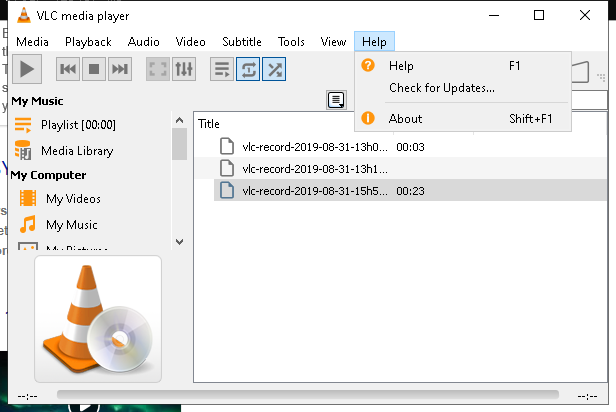 VLC media player
Media Playback Audio Video Subtitle Tools View Help
Help F1
Check for Updates...
About Shift+F1
My Music
Playlist [00:00]
Media Library
My Computer
My Videos
My Music
My Pictures
Title
vlc-record-2019-08-31-13h0... 00:03
vlc-record-2019-08-31-13h1...
vlc-record-2019-08-31-15h5... 00:23
--:-- --:--